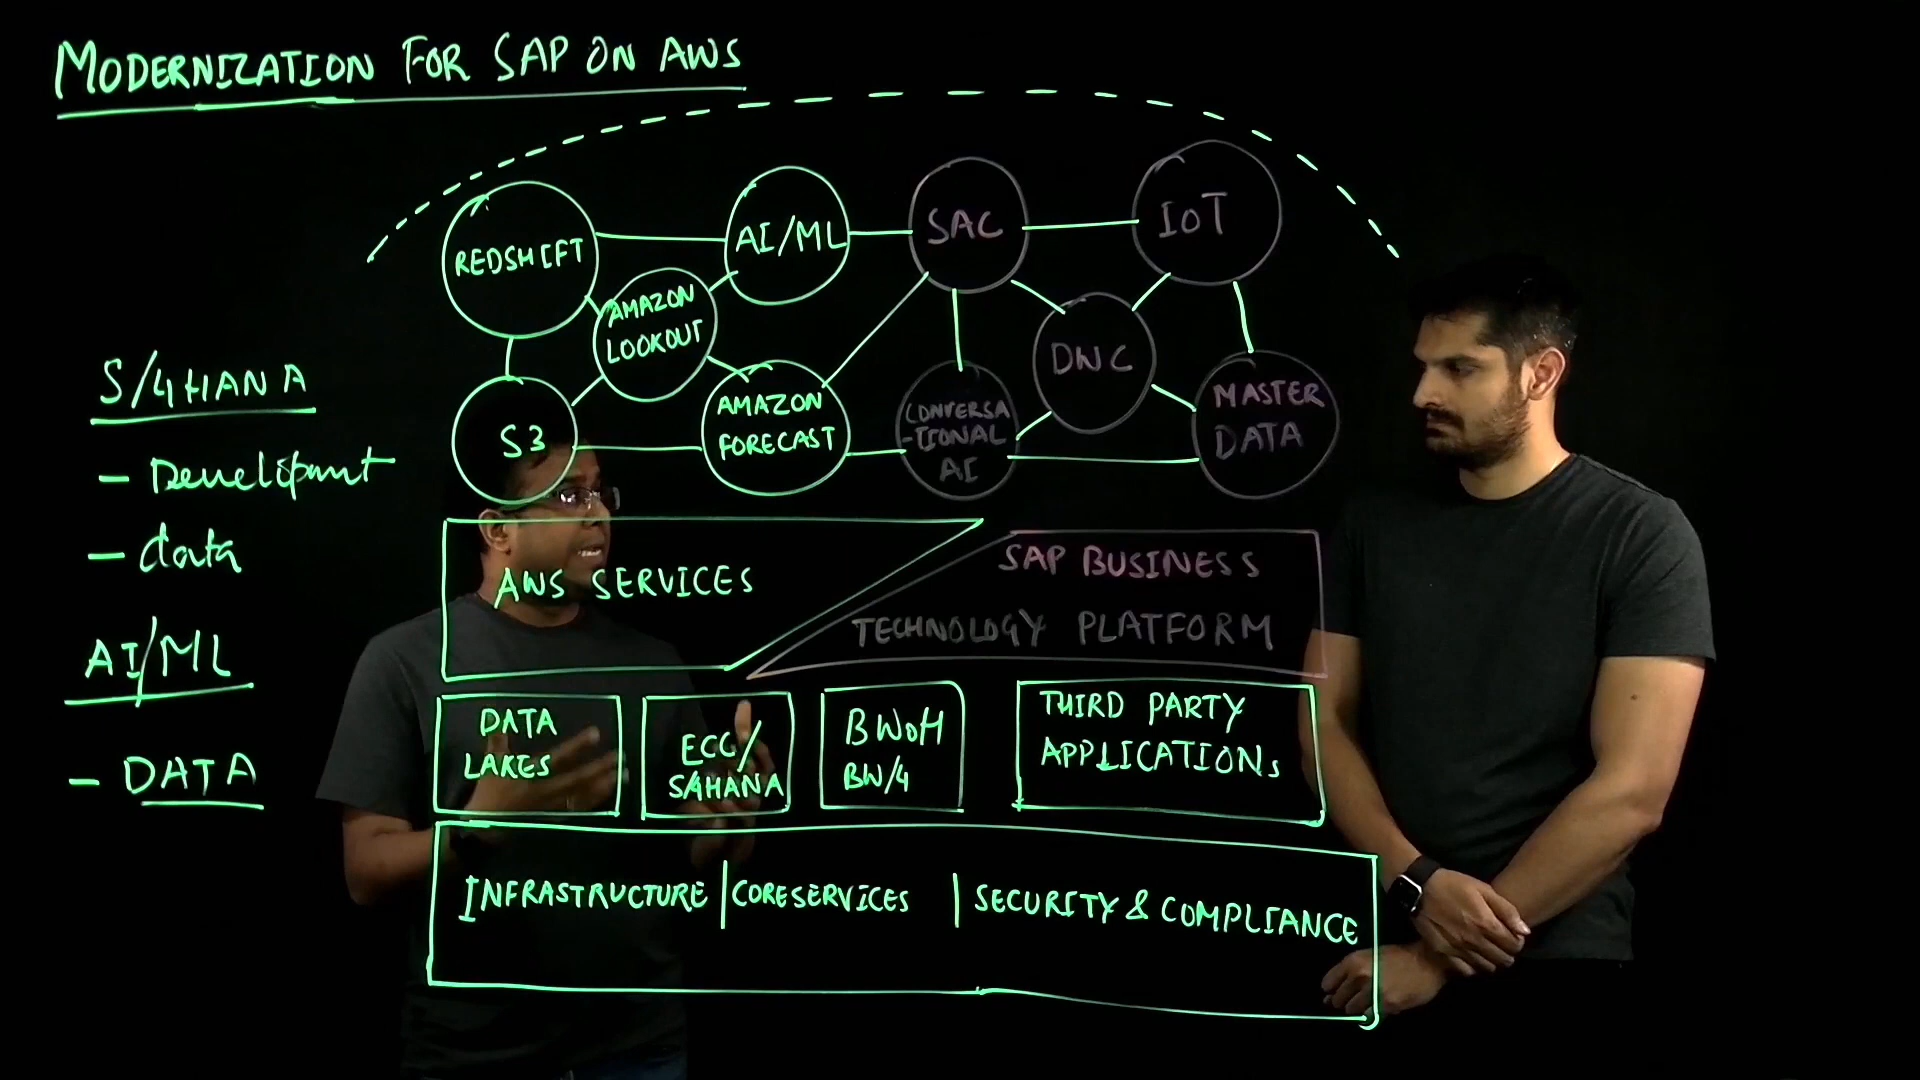 MODERNIZATION FOR SAP ON AWS
REDSHIFT
AI/ML
SAC
IoT
AMAZON
LOOKOUT
DWC
S3
AMAZON
FORECAST
CONVERSA
-TIONAL
AI
MASTER
DATA
S/4HANA
- Development
- data
AI/ML
- DATA
AWS SERVICES
SAP BUSINESS
TECHNOLOGY PLATFORM
DATA
LAKES
ECC/
S/4HANA
BWoH
BW/4
THIRD PARTY
APPLICATIONS
INFRASTRUCTURE | CORE SERVICES | SECURITY & COMPLIANCE